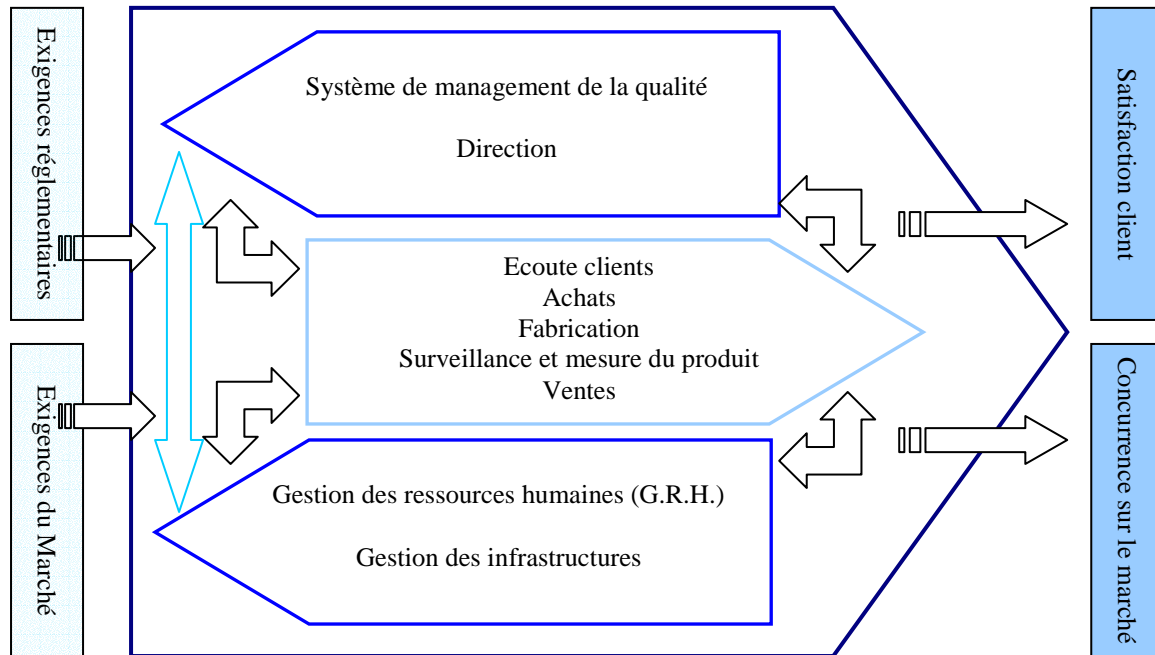 Exigences réglementaires
Exigences du Marché
Système de management de la qualité
Direction
Ecoute clients
Achats
Fabrication
Surveillance et mesure du produit
Ventes
Gestion des ressources humaines (G.R.H.)
Gestion des infrastructures
Satisfaction client
Concurrence sur le marché